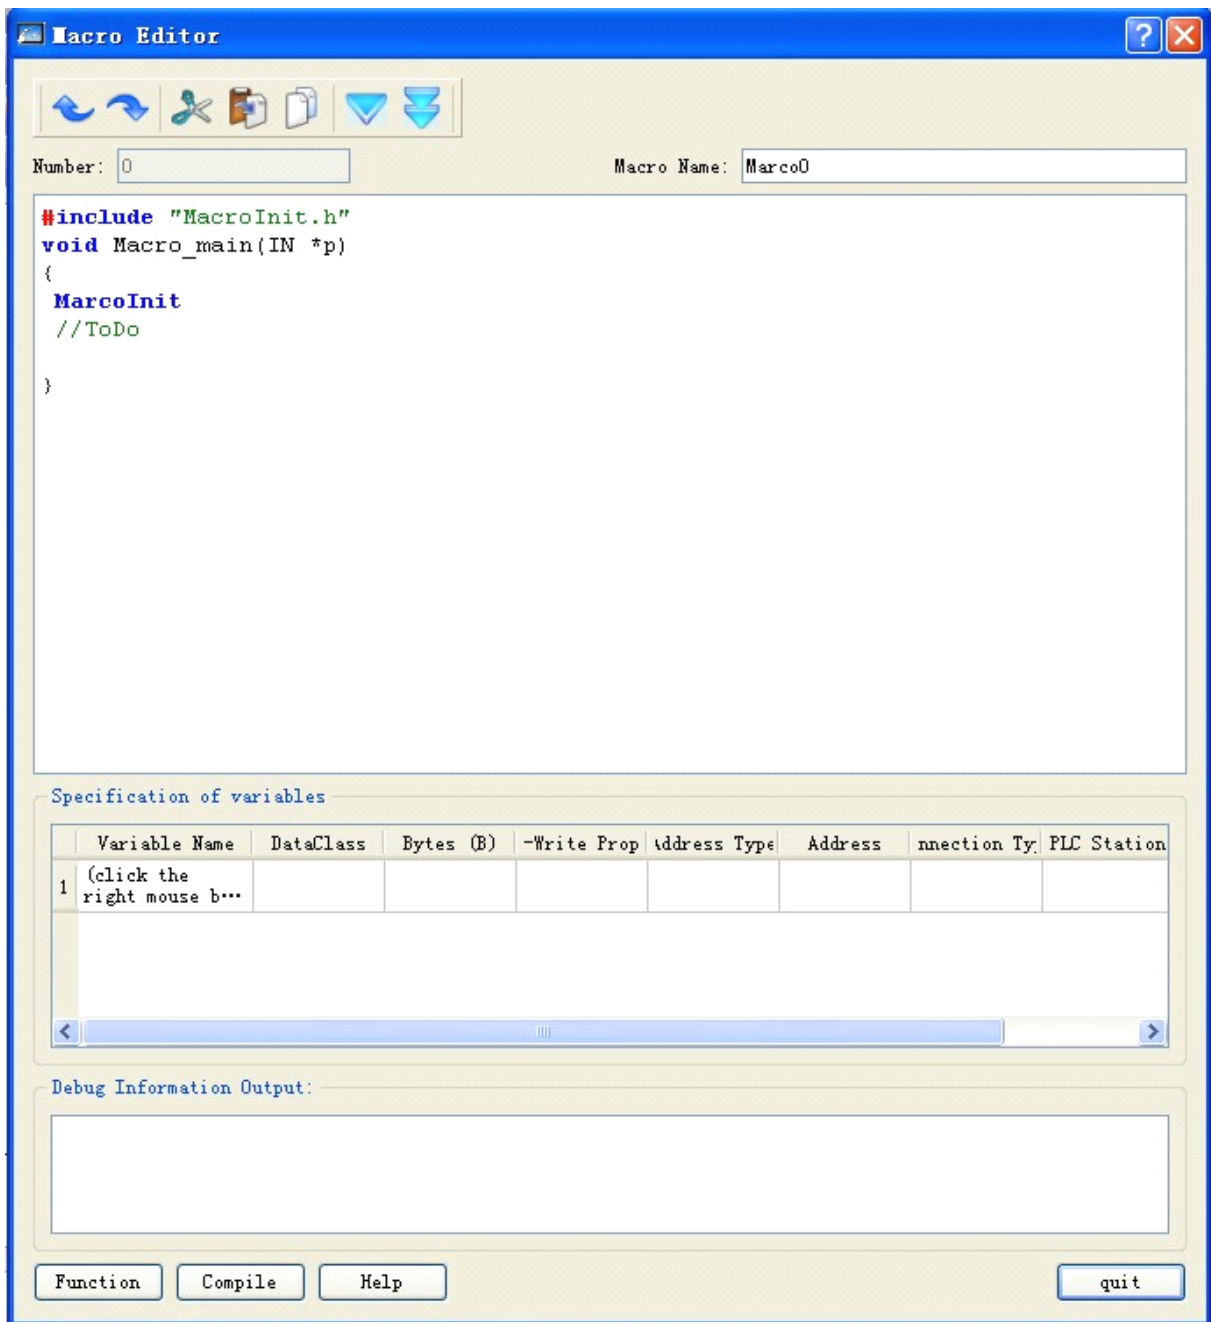 Macro Editor
Number: 0
Macro Name: Marco0
#include "MacroInit.h"
void Macro_main(IN *p)
{
MarcoInit
//ToDo
}
Specification of variables
Variable Name DataClass Bytes (B) -Write Prop Address Type Address nnection Ty PLC Station
1 (click the
right mouse b...
Debug Information Output:
Function Compile Help quit